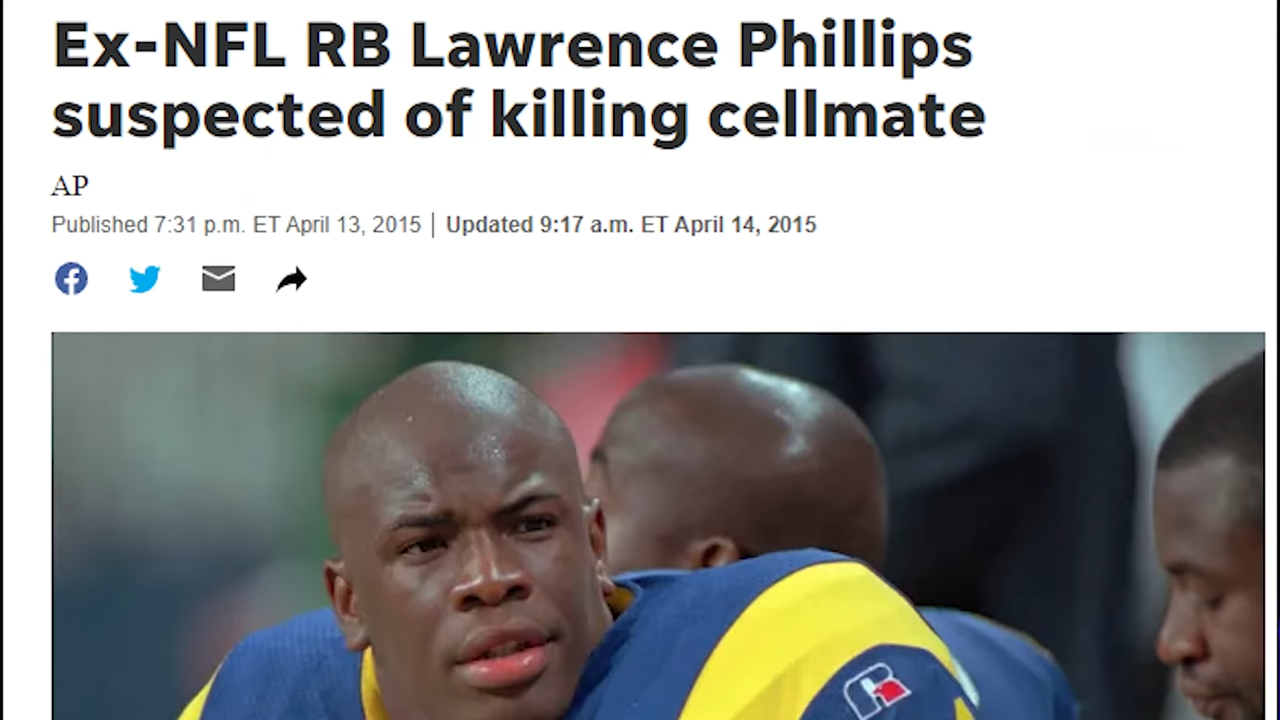 Ex-NFL RB Lawrence Phillips
suspected of killing cellmate
AP
Published 7:31 p.m. ET April 13, 2015 | Updated 9:17 a.m. ET April 14, 2015